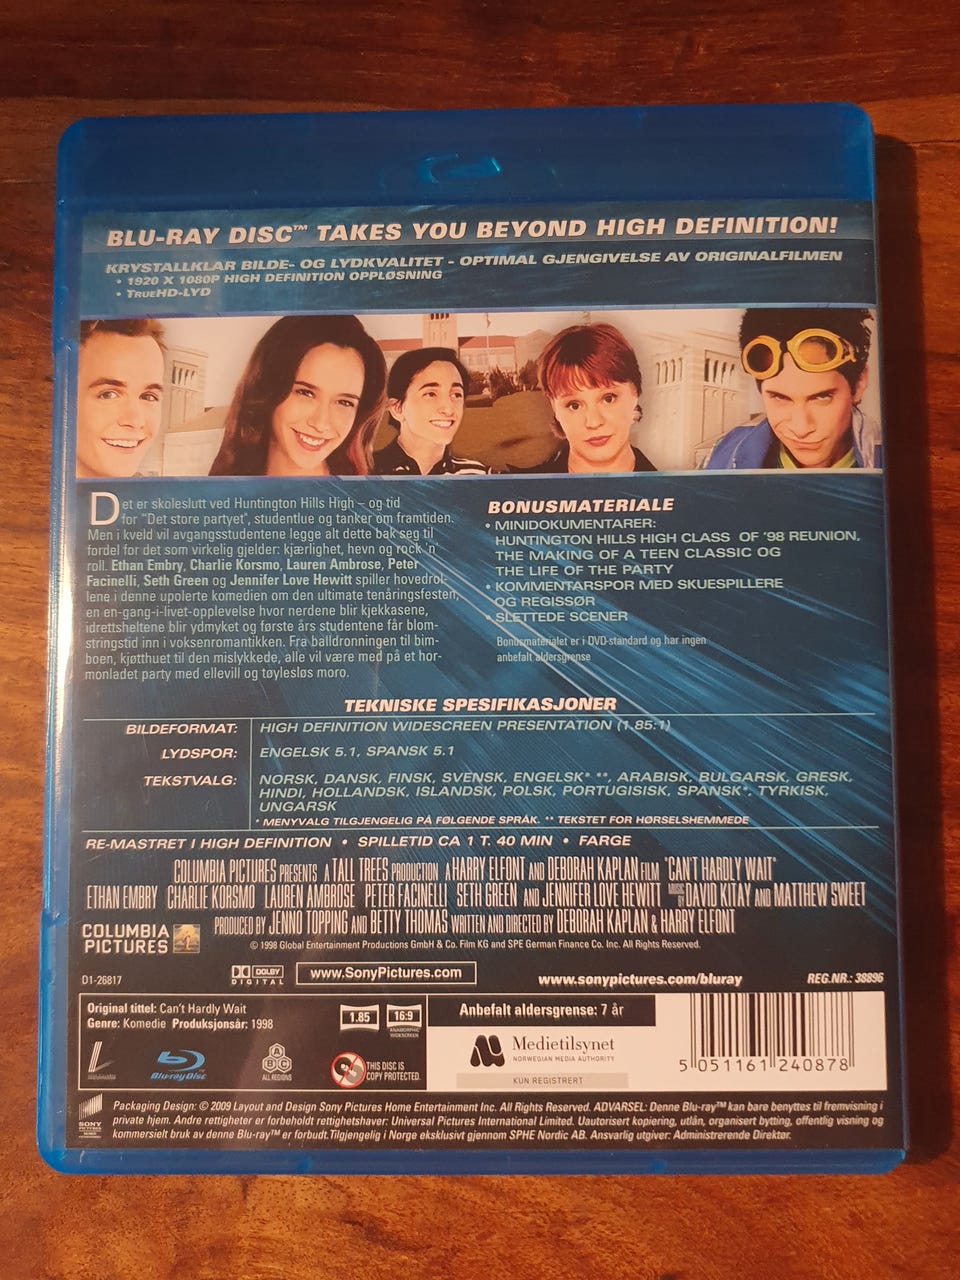 BLU-RAY DISC™ TAKES YOU BEYOND HIGH DEFINITION!
KRYSTALLKLAR BILDE- OG LYDKVALITET - OPTIMAL GJENGIVELSE AV ORIGINALFILMEN
• 1920 X 1080P HIGH DEFINITION OPPLØSNING
• TRUEHD-LYD
Det er skoleslutt ved Huntington Hills High – og tid
for "Det store partyet", studentlue og tanker om framtiden.
Men i kveld vil avgangsstudentene legge alt dette bak seg til
fordel for det som virkelig gjelder: kjærlighet, hevn og rock 'n'
roll. Ethan Embry, Charlie Korsmo, Lauren Ambrose, Peter
Facinelli, Seth Green og Jennifer Love Hewitt spiller hovedrol-
lene i denne upolerte komedien om den ultimate tenåringsfesten,
en en-gang-i-livet-opplevelse hvor nerdene blir kjekkasene,
idrettsheltene blir ydmyket og første års studentene får blom-
stringstid inn i voksenromantikken. Fra balldronningen til bim-
boen, kjøtthuet til den mislykkede, alle vil være med på et hor-
monladet party med ellevill og tøylesløs moro.
BONUSMATERIALE
• MINIDOKUMENTARER:
HUNTINGTON HILLS HIGH CLASS OF '98 REUNION,
THE MAKING OF A TEEN CLASSIC OG
THE LIFE OF THE PARTY
• KOMMENTARSPOR MED SKUESPILLERE
OG REGISSØR
• SLETTEDE SCENER
Bonusmaterialet er i DVD-standard og har ingen
anbefalt aldersgrense
TEKNISKE SPESIFIKASJONER
BILDEFORMAT: HIGH DEFINITION WIDESCREEN PRESENTATION (1.85:1)
LYDSPOR: ENGELSK 5.1, SPANSK 5.1
TEKSTVALG: NORSK, DANSK, FINSK, SVENSK, ENGELSK* **, ARABISK, BULGARSK, GRESK,
HINDI, HOLLANDSK, ISLANDSK, POLSK, PORTUGISISK, SPANSK*, TYRKISK,
UNGARSK
* MENYVALG TILGJENGELIG PÅ FØLGENDE SPRÅK. ** TEKSTET FOR HØRSELSHEMMEDE
RE-MASTRET I HIGH DEFINITION • SPILLETID CA 1 T. 40 MIN • FARGE
COLUMBIA PICTURES PRESENTS A TALL TREES PRODUCTION A HARRY ELFONT AND DEBORAH KAPLAN FILM "CAN'T HARDLY WAIT"
ETHAN EMBRY CHARLIE KORSMO LAUREN AMBROSE PETER FACINELLI SETH GREEN AND JENNIFER LOVE HEWITT MUSIC BY DAVID KITAY AND MATTHEW SWEET
PRODUCED BY JENNO TOPPING AND BETTY THOMAS WRITTEN AND DIRECTED BY DEBORAH KAPLAN & HARRY ELFONT
COLUMBIA
PICTURES
© 1998 Global Entertainment Productions GmbH & Co. Film KG and SPE German Finance Co. Inc. All Rights Reserved.
D1-26817
DOLBY
DIGITAL
www.SonyPictures.com
www.sonypictures.com/bluray
REG.NR.: 38896
Original tittel: Can't Hardly Wait
Genre: Komedie Produksjonsår: 1998
1.85
16:9
ANAMORPHIC
WIDESCREEN
Anbefalt aldersgrense: 7 år
Medietilsynet
NORWEGIAN MEDIA AUTHORITY
KUN REGISTRERT
L
Blu-ray Disc
A B C
ALL REGIONS
THIS DISC IS
COPY PROTECTED.
5 051161 240878
SONY
PICTURES
Packaging Design: © 2009 Layout and Design Sony Pictures Home Entertainment Inc. All Rights Reserved. ADVARSEL: Denne Blu-ray™ kan bare benyttes til fremvisning i
privat hjem. Andre rettigheter er forbeholdt rettighetshaver: Universal Pictures International Limited. Uautorisert kopiering, utlån, organisert bytting, offentlig visning og
kommersielt bruk av denne Blu-ray™ er forbudt.Tilgjengelig i Norge eksklusivt gjennom SPHE Nordic AB. Ansvarlig utgiver: Administrerende Direktør.